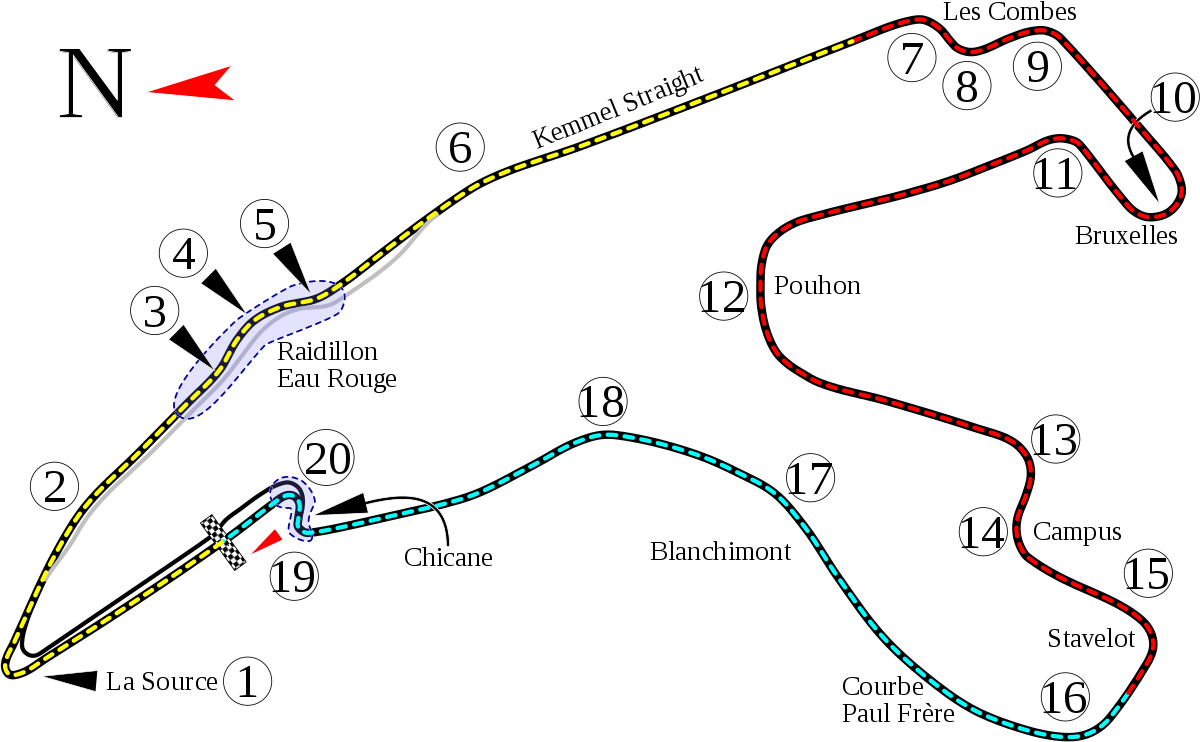 Les Combes
N
7
9
8
10
Kemmel Straight
6
11
5
4
Bruxelles
12
Pouhon
3
Raidillon
Eau Rouge
18
13
20
2
17
14
Campus
Chicane
Blanchimont
19
15
Stavelot
La Source
1
Courbe
Paul Frère
16